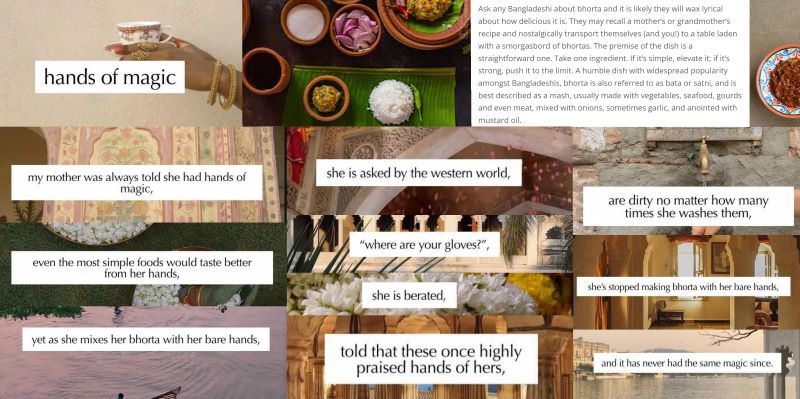 hands of magic
Ask any Bangladeshi about bhorta and it is likely they will wax lyrical
about how delicious it is. They may recall a mother's or grandmother's
recipe and nostalgically transport themselves (and you!) to a table laden
with a smorgasbord of bhortas. The premise of the dish is a
straightforward one. Take one ingredient. If it's simple, elevate it; if it's
strong, push it to the limit. A humble dish with widespread popularity
amongst Bangladeshis, bhorta is also referred to as bata or satni, and is
best described as a mash, usually made with vegetables, seafood, gourds
and even meat, mixed with onions, sometimes garlic, and anointed with
mustard oil.
my mother was always told she had hands of
magic,
even the most simple foods would taste better
from her hands,
yet as she mixes her bhorta with her bare hands,
she is asked by the western world,
“where are your gloves?”,
she is berated,
told that these once highly
praised hands of hers,
are dirty no matter how many
times she washes them,
she's stopped making bhorta with her bare hands,
and it has never had the same magic since.